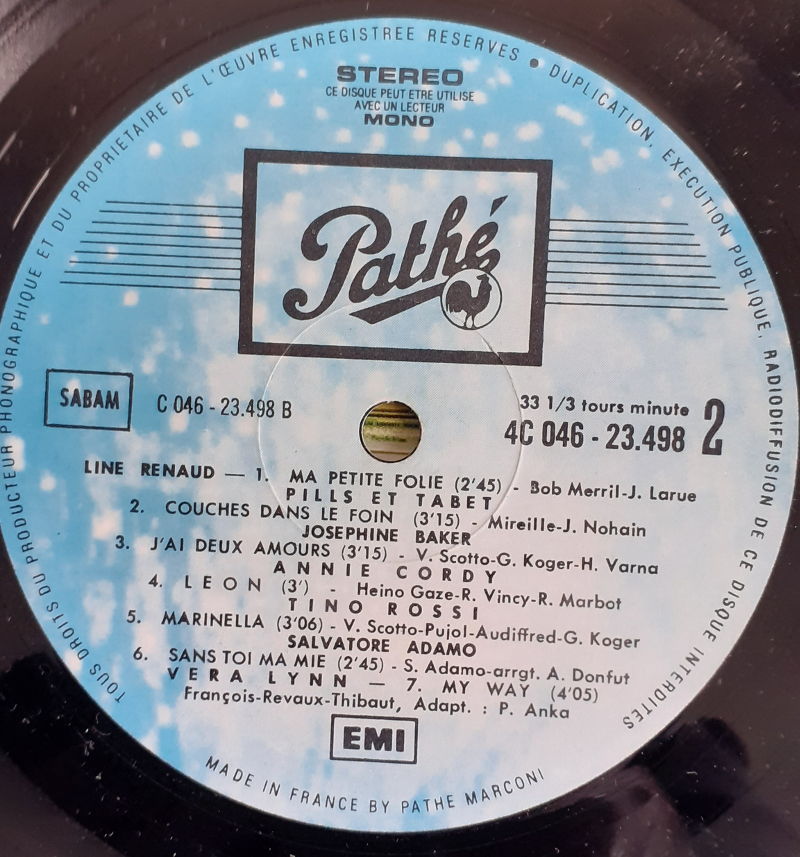 TOUS DROITS DU PRODUCTEUR PHONOGRAPHIQUE ET DU PROPRIETAIRE DE L'ŒUVRE ENREGISTREE RESERVES • DUPLICATION, EXECUTION PUBLIQUE, RADIODIFFUSION DE CE DISQUE INTERDITES
STEREO
CE DISQUE PEUT ETRE UTILISE
AVEC UN LECTEUR
MONO
Pathé
SABAM
C 046 - 23.498 B
33 1/3 tours minute
4C 046 - 23.498 2
LINE RENAUD — 1. MA PETITE FOLIE (2'45) - Bob Merril-J. Larue
PILLS ET TABET
2. COUCHES DANS LE FOIN (3'15) - Mireille-J. Nohain
JOSEPHINE BAKER
3. J'AI DEUX AMOURS (3'15) - V. Scotto-G. Koger-H. Varna
ANNIE CORDY
4. LEON (3') - Heino Gaze-R. Vincy-R. Marbot
TINO ROSSI
5. MARINELLA (3'06) - V. Scotto-Pujol-Audiffred-G. Koger
SALVATORE ADAMO
6. SANS TOI MA MIE (2'45) - S. Adamo-arrgt. A. Donfut
VERA LYNN — 7. MY WAY (4'05)
François-Revaux-Thibaut, Adapt. : P. Anka
EMI
MADE IN FRANCE BY PATHE MARCONI